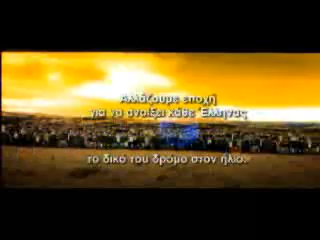 Αλλάζουμε εποχή
για να ανοίξει κάθε Έλληνας
το δικό του δρόμο στον ήλιο.